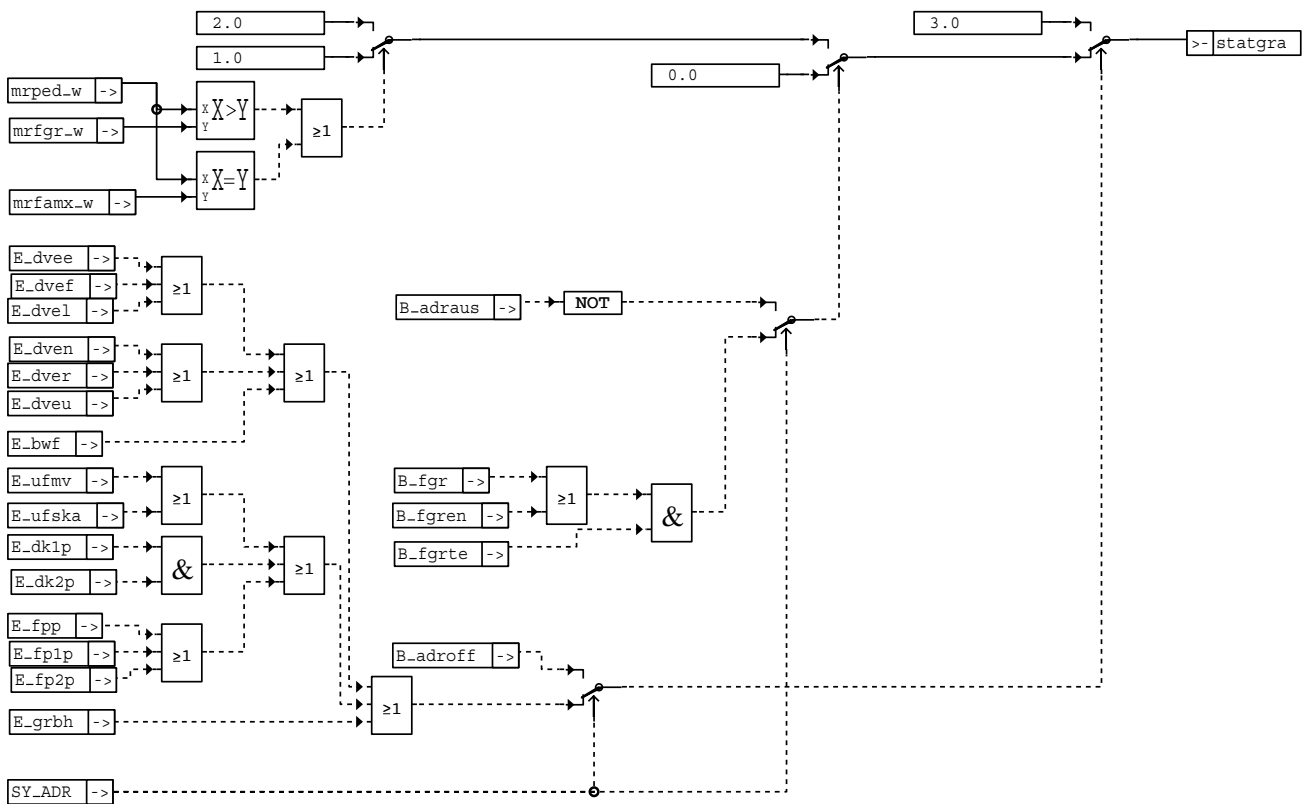 2.0
3.0
>- statgra
1.0
0.0
mrped_w ->
X X>Y
Y
mrfgr_w ->
≥1
X X=Y
Y
mrfamx_w ->
E_dvee ->
E_dvef ->
≥1
E_dvel ->
B_adraus ->
NOT
E_dven ->
E_dver ->
≥1
≥1
E_dveu ->
E_bwf ->
E_ufmv ->
≥1
E_ufska ->
B_fgr ->
≥1
B_fgren ->
&
B_fgrte ->
E_dk1p ->
&
≥1
E_dk2p ->
E_fpp ->
E_fp1p ->
≥1
E_fp2p ->
B_adroff ->
≥1
E_grbh ->
SY_ADR ->